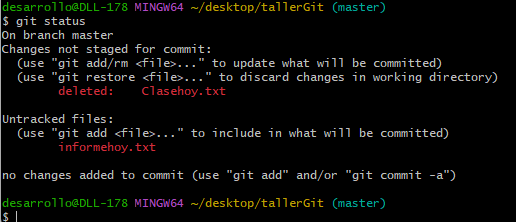 desarrollo@DLL-178 MINGW64 ~/desktop/tallerGit (master)
$ git status
On branch master
Changes not staged for commit:
  (use "git add/rm <file>..." to update what will be committed)
  (use "git restore <file>..." to discard changes in working directory)
        deleted:    Clasehoy.txt

Untracked files:
  (use "git add <file>..." to include in what will be committed)
        informehoy.txt

no changes added to commit (use "git add" and/or "git commit -a")

desarrollo@DLL-178 MINGW64 ~/desktop/tallerGit (master)
$